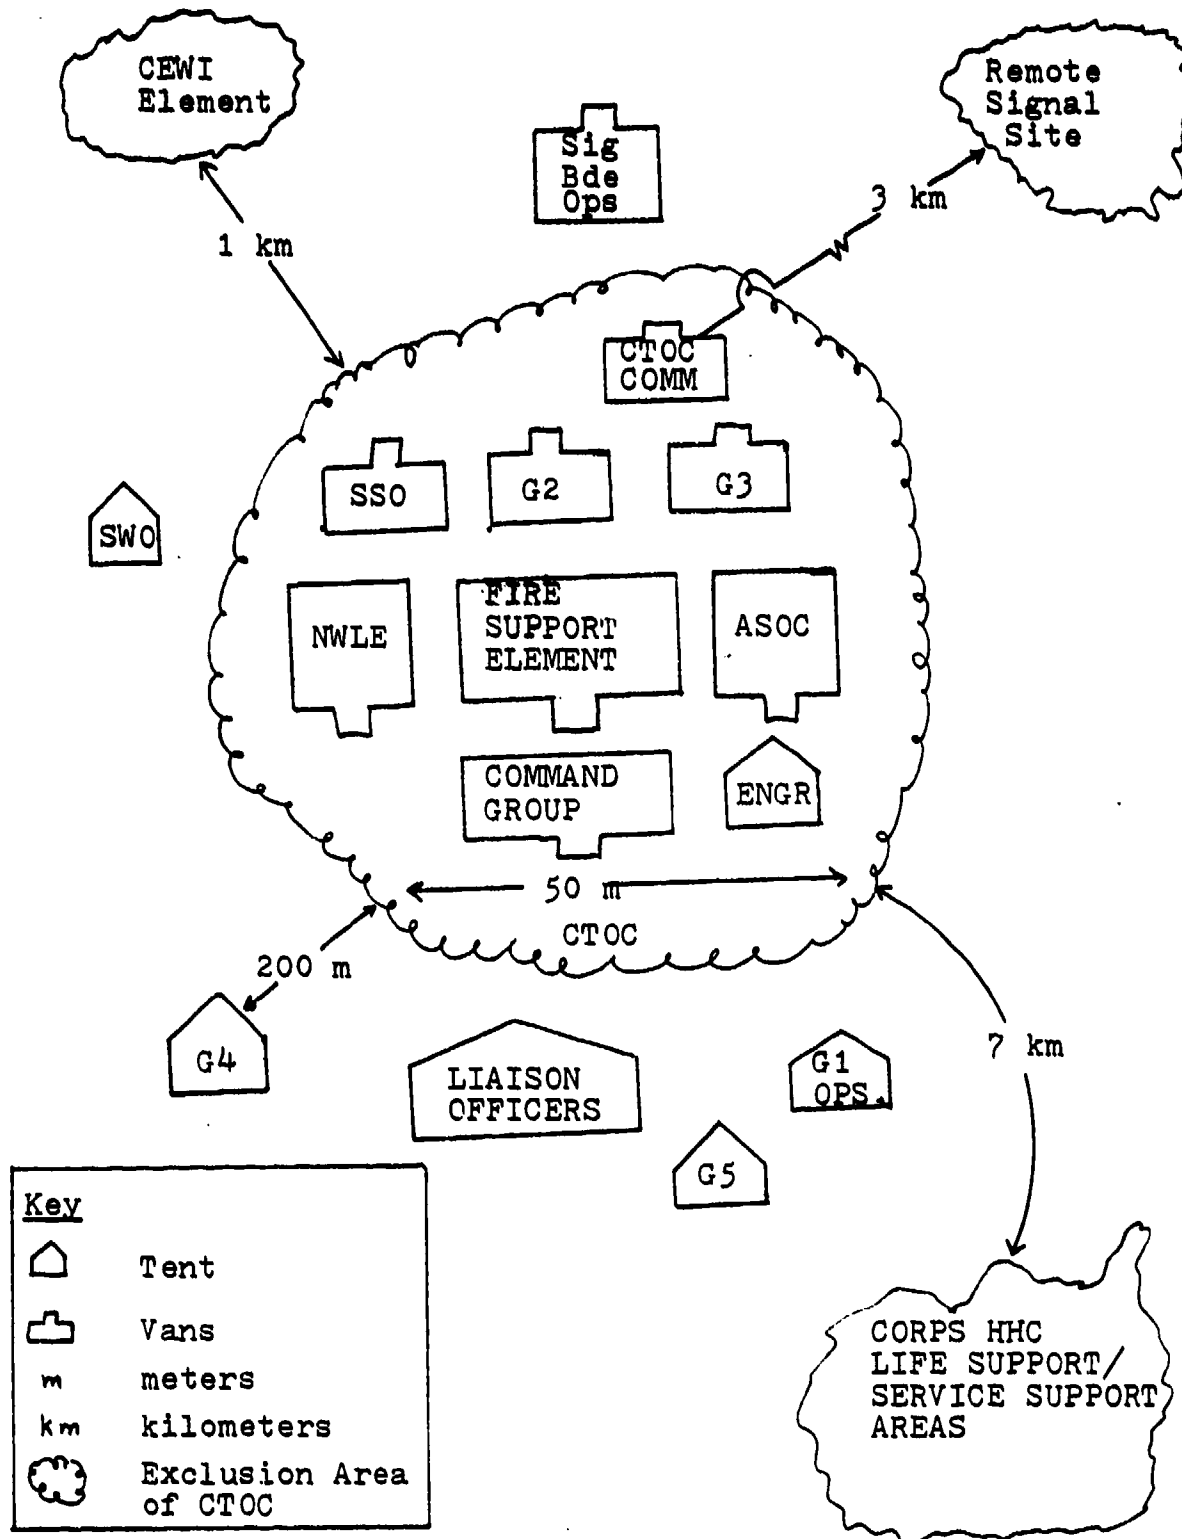 CEWI
Element
Remote
Signal
Site
Sig
Bde
Ops
3 km
1 km
CTOC
COMM
SSO
G2
G3
SWO
NWLE
FIRE
SUPPORT
ELEMENT
ASOC
COMMAND
GROUP
ENGR
50 m
CTOC
200 m
G4
LIAISON
OFFICERS
G1
OPS.
7 km
G5
Key
Tent
Vans
m meters
km kilometers
Exclusion Area
of CTOC
CORPS HHC
LIFE SUPPORT/
SERVICE SUPPORT
AREAS